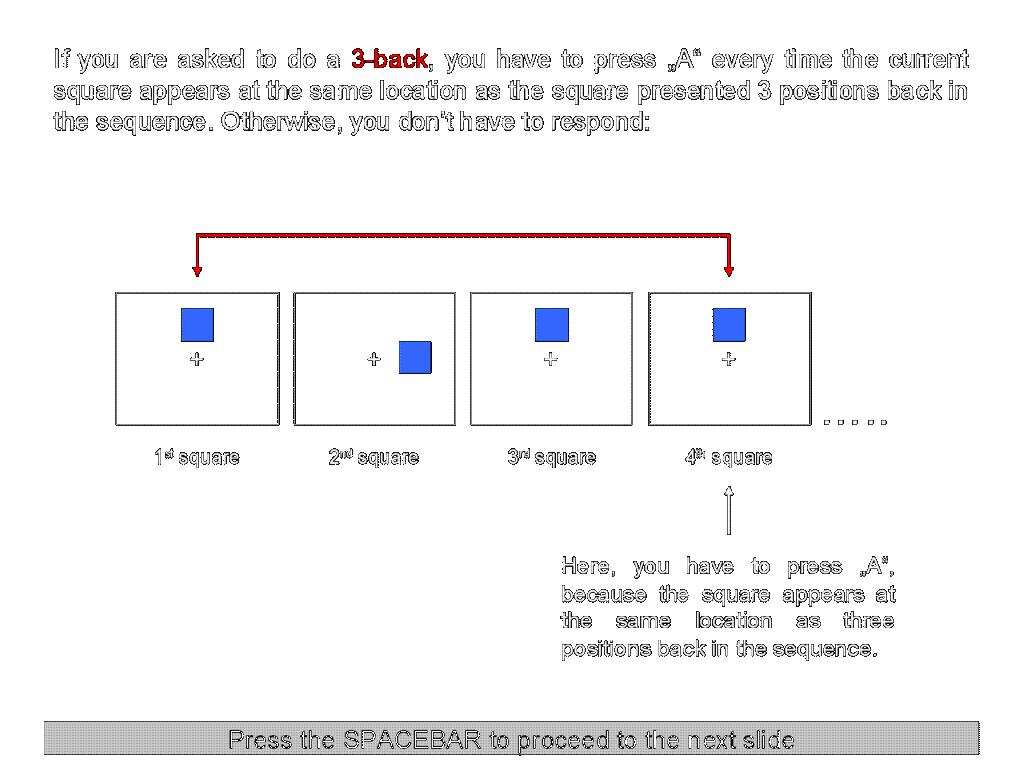 If you are asked to do a 3-back, you have to press „A“ every time the current
square appears at the same location as the square presented 3 positions back in
the sequence. Otherwise, you don't have to respond:
1st square
2nd square
3rd square
4th square
Here, you have to press „A“,
because the square appears at
the same location as three
positions back in the sequence.
Press the SPACEBAR to proceed to the next slide